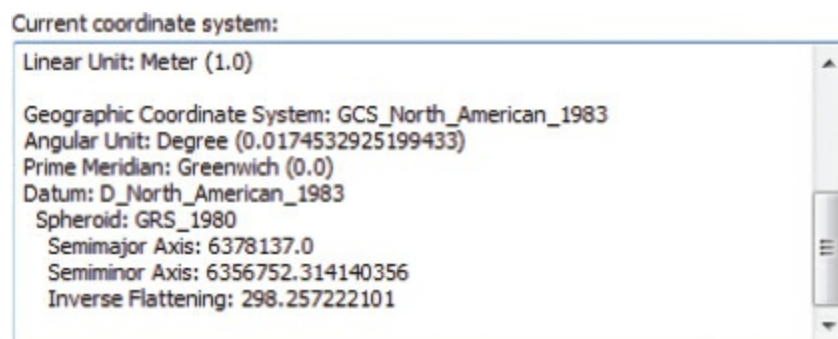 Current coordinate system:
Linear Unit: Meter (1.0)
Geographic Coordinate System: GCS_North_American_1983
Angular Unit: Degree (0.0174532925199433)
Prime Meridian: Greenwich (0.0)
Datum: D_North_American_1983
Spheroid: GRS_1980
Semimajor Axis: 6378137.0
Semiminor Axis: 6356752.314140356
Inverse Flattening: 298.257222101